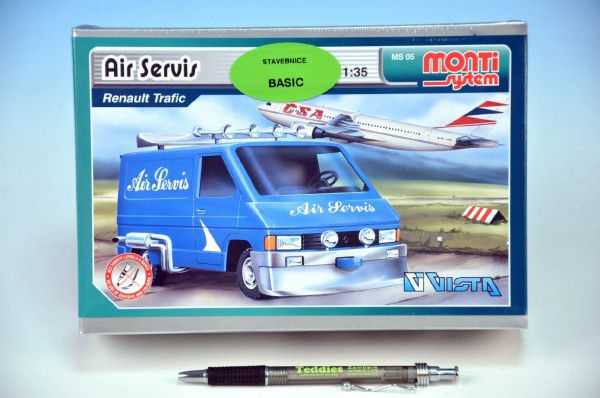 Air Servis
STAVEBNICE
BASIC
1:35
MS 05
MONTI
system
Renault Trafic
CSA
Air Servis
Air Servis
VISTA
Teddies